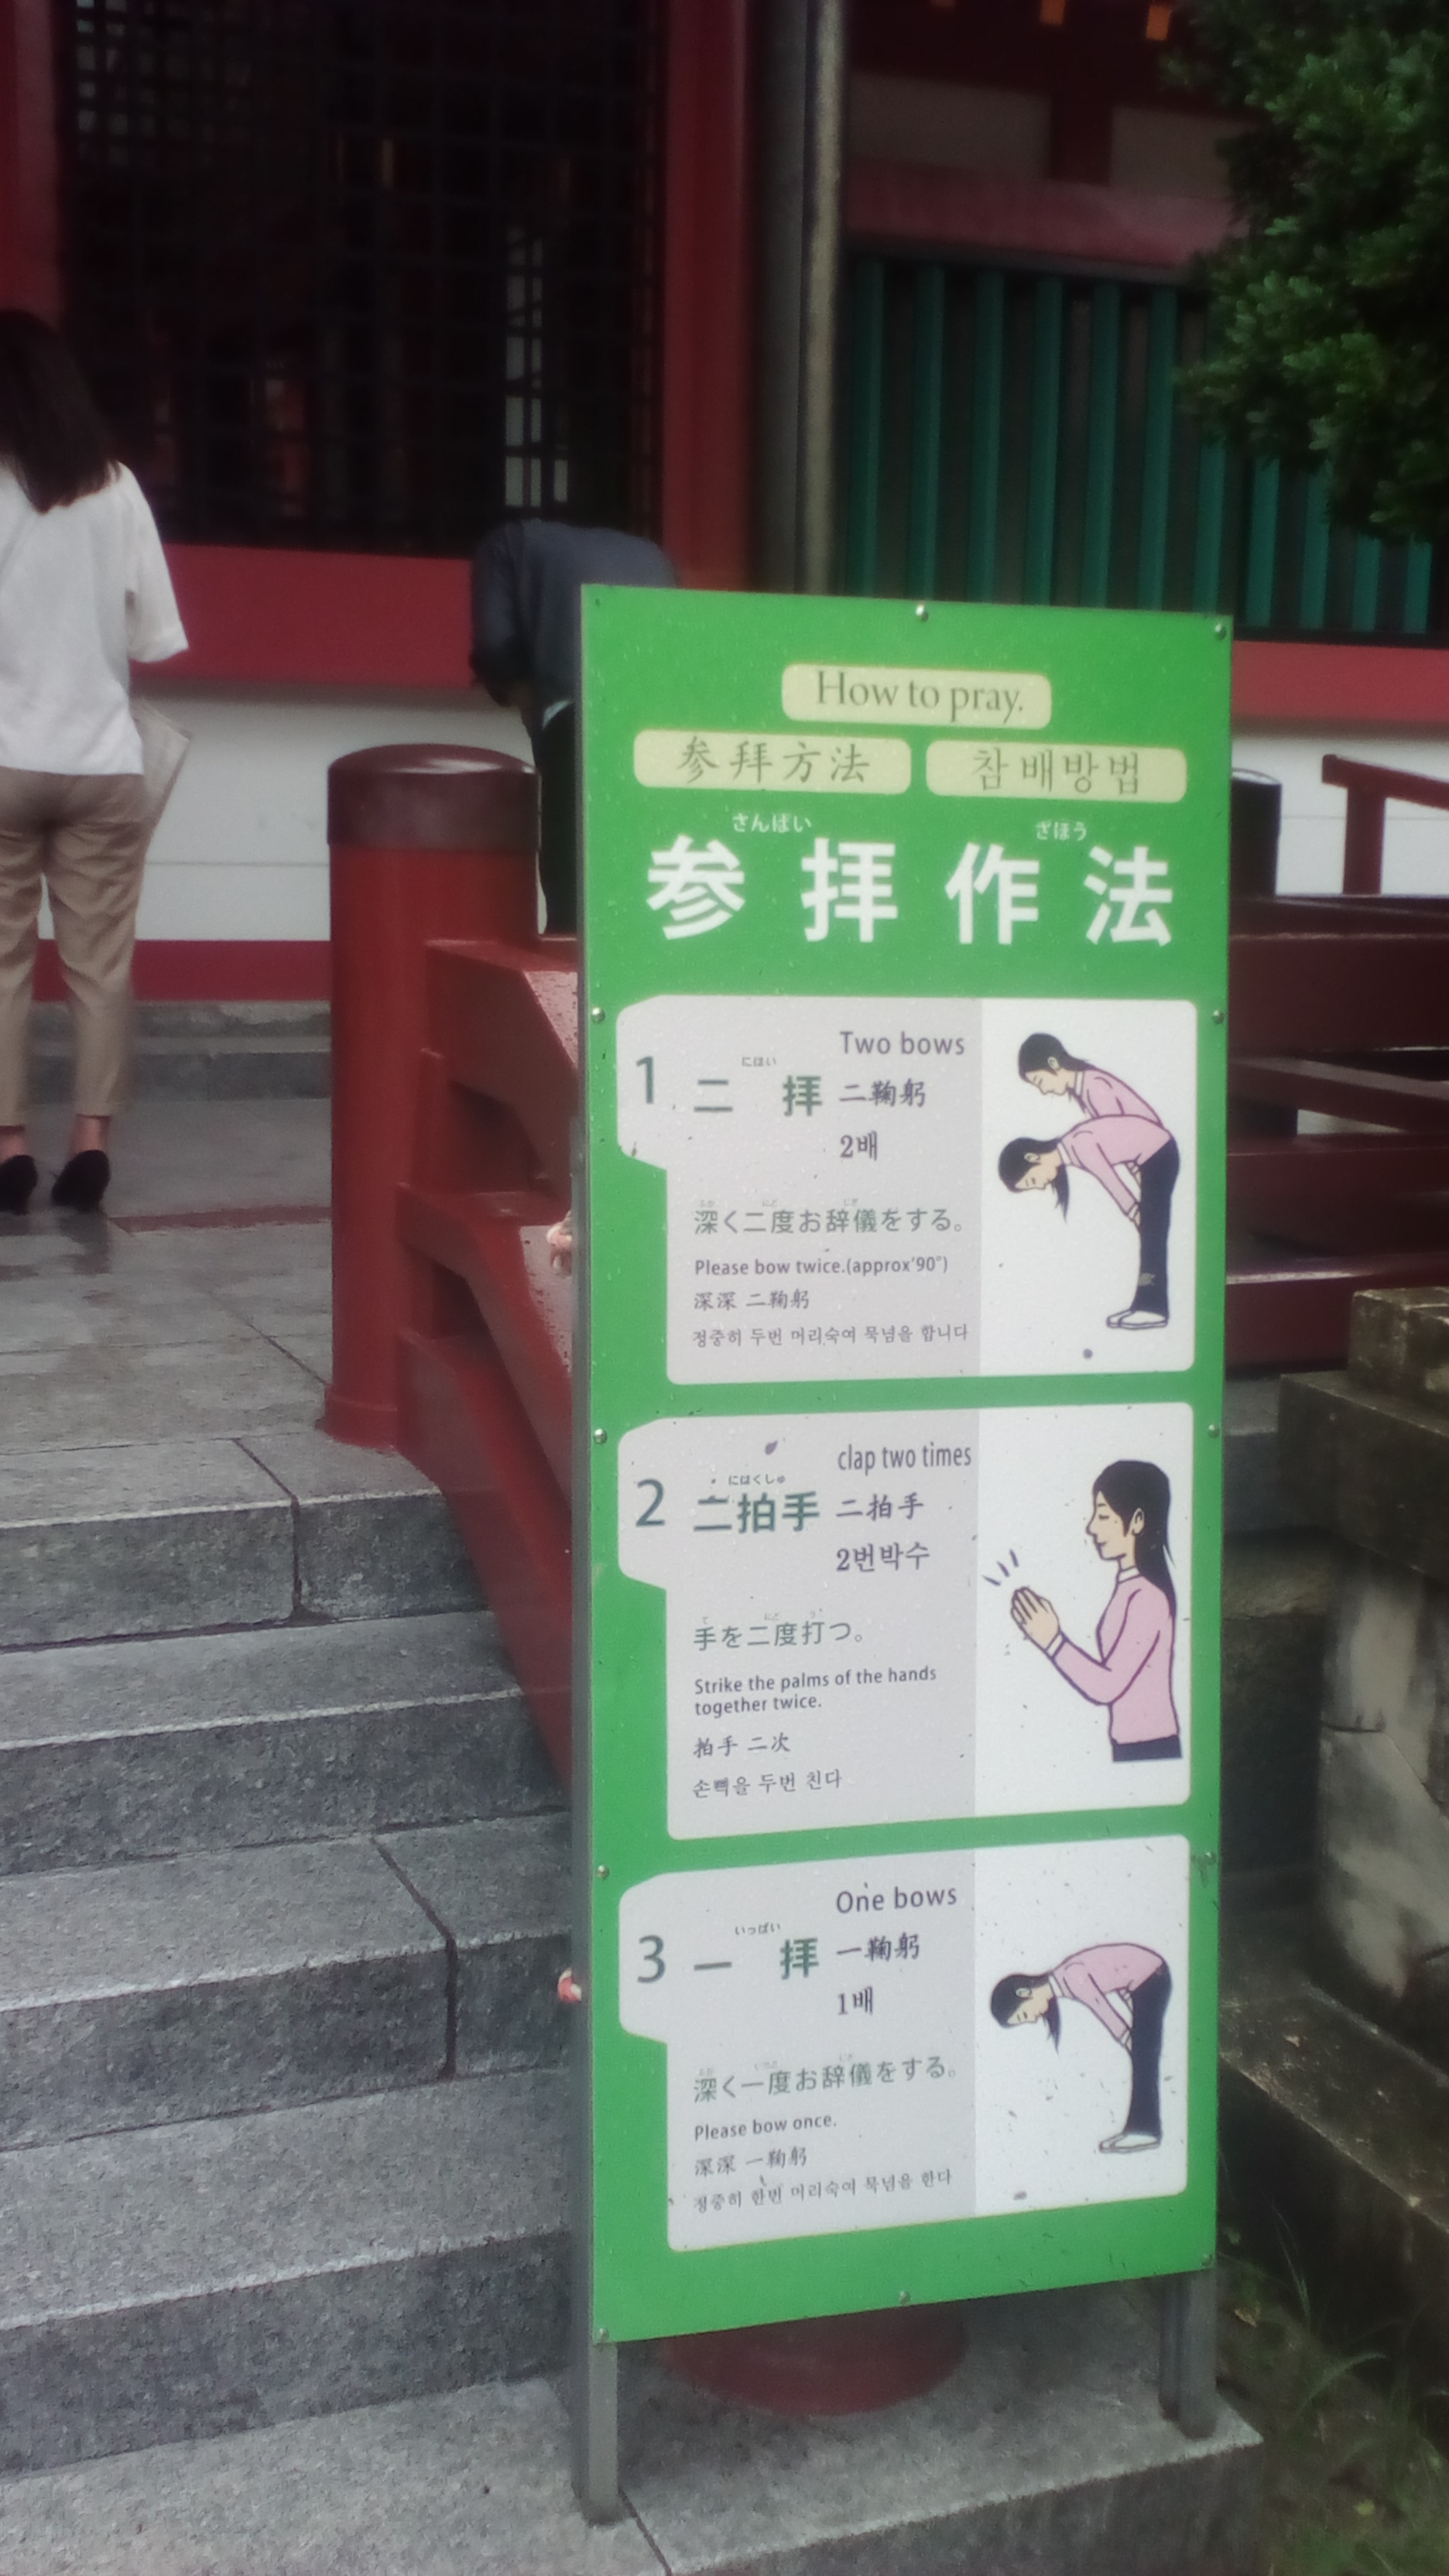 How to pray.
参拜方法
참배방법
さんぱい ざほう
参拝作法
1
にはい
二拝
Two bows
二鞠躬
2배
深く二度お辞儀をする。
Please bow twice.(approx'90°)
深深 二鞠躬
정중히 두번 머리숙여 묵념을 합니다
2
にはくしゅ
二拍手
clap two times
二拍手
2번박수
手を二度打つ。
Strike the palms of the hands
together twice.
拍手 二次
손뼉을 두번 친다
3
いっぱい
一拝
One bows
一鞠躬
1배
深く一度お辞儀をする。
Please bow once.
深深 一鞠躬
정중히 한번 머리숙여 묵념을 한다